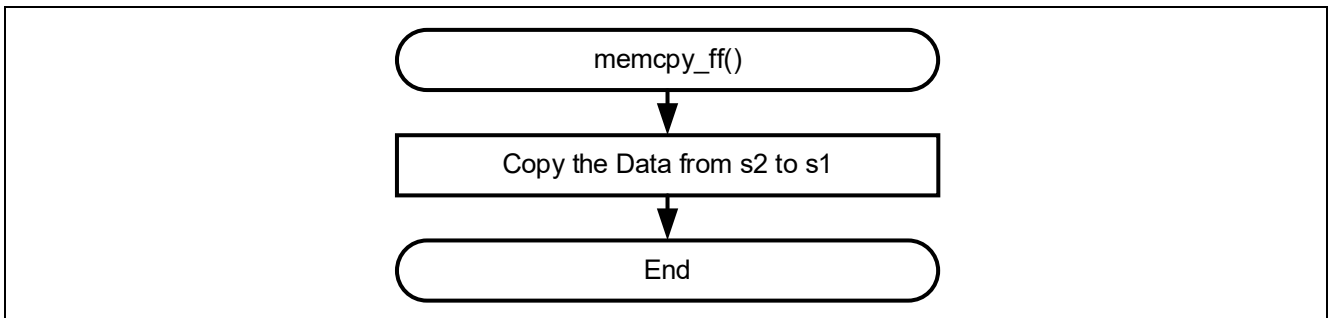 memcpy_ff()
Copy the Data from s2 to s1
End